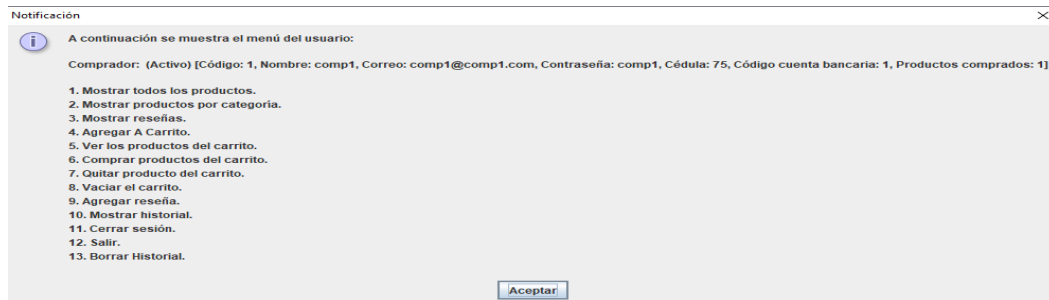 Notificación
A continuación se muestra el menú del usuario:
Comprador: (Activo) [Código: 1, Nombre: comp1, Correo: comp1@comp1.com, Contraseña: comp1, Cédula: 75, Código cuenta bancaria: 1, Productos comprados: 1]
1. Mostrar todos los productos.
2. Mostrar productos por categoría.
3. Mostrar reseñas.
4. Agregar A Carrito.
5. Ver los productos del carrito.
6. Comprar productos del carrito.
7. Quitar producto del carrito.
8. Vaciar el carrito.
9. Agregar reseña.
10. Mostrar historial.
11. Cerrar sesión.
12. Salir.
13. Borrar Historial.
Aceptar